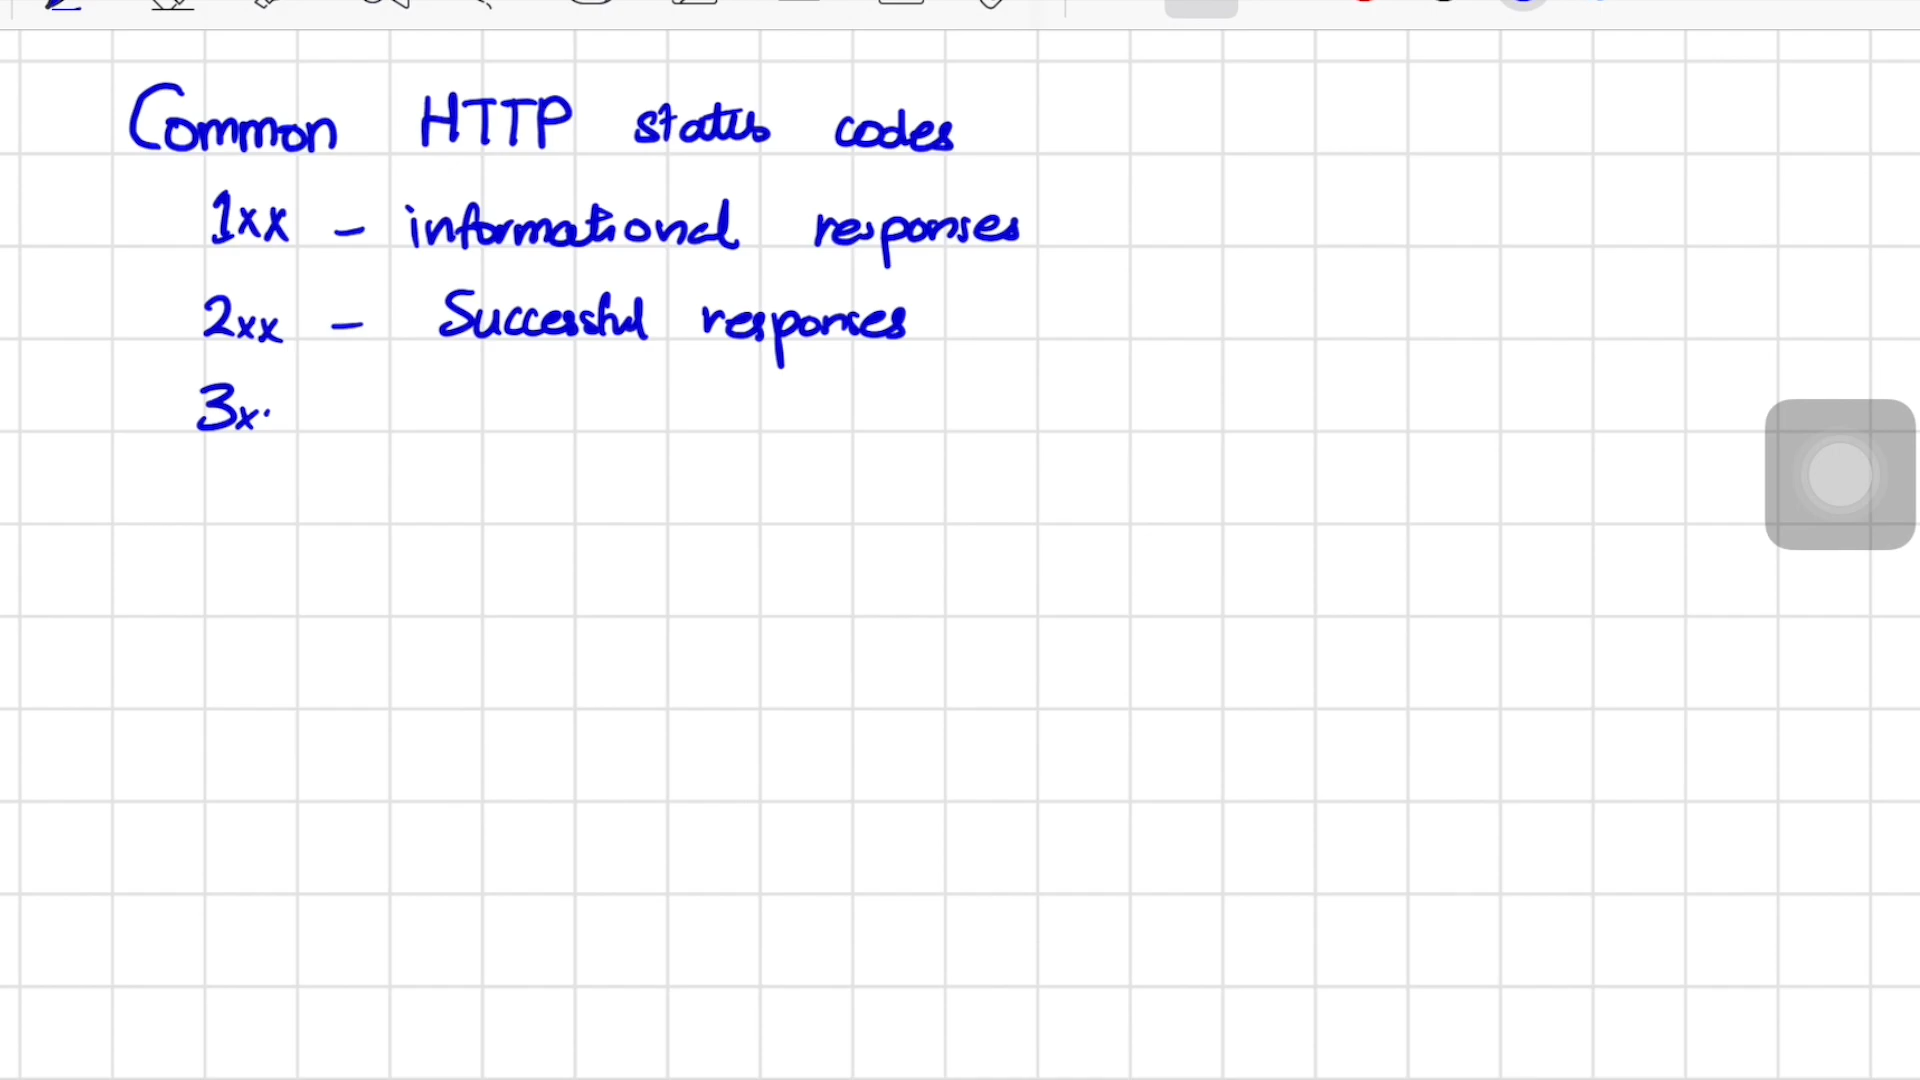 Common HTTP status codes
1xx - informational responses
2xx - Successful responses
3x